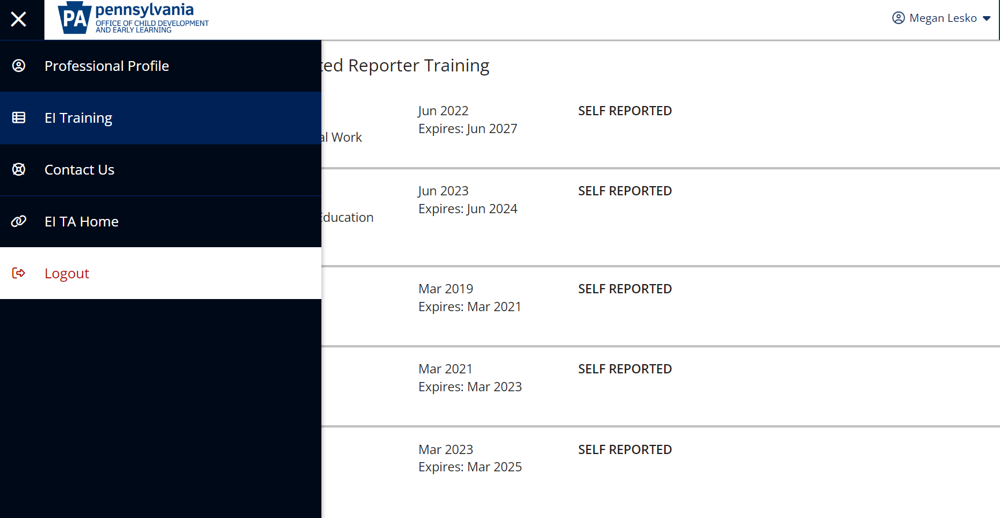 PA
pennsylvania
OFFICE OF CHILD DEVELOPMENT
AND EARLY LEARNING
Megan Lesko
Professional Profile
EI Training
Contact Us
EI TA Home
Logout
Reporter Training
Jun 2022
Expires: Jun 2027
SELF REPORTED
Work
Jun 2023
Expires: Jun 2024
SELF REPORTED
Education
Mar 2019
Expires: Mar 2021
SELF REPORTED
Mar 2021
Expires: Mar 2023
SELF REPORTED
Mar 2023
Expires: Mar 2025
SELF REPORTED